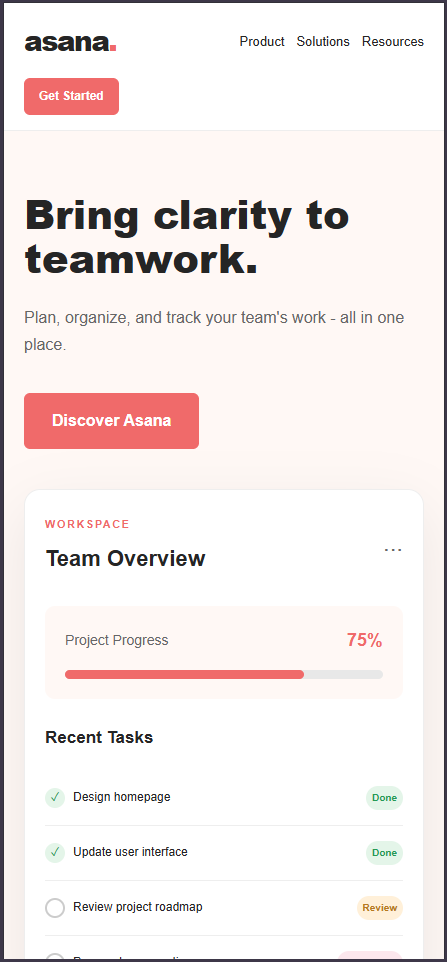 asana.
Product Solutions Resources
Get Started
Bring clarity to
teamwork.
Plan, organize, and track your team's work - all in one
place.
Discover Asana
WORKSPACE
Team Overview
...
Project Progress 75%
Recent Tasks
✓ Design homepage Done
✓ Update user interface Done
Review project roadmap Review